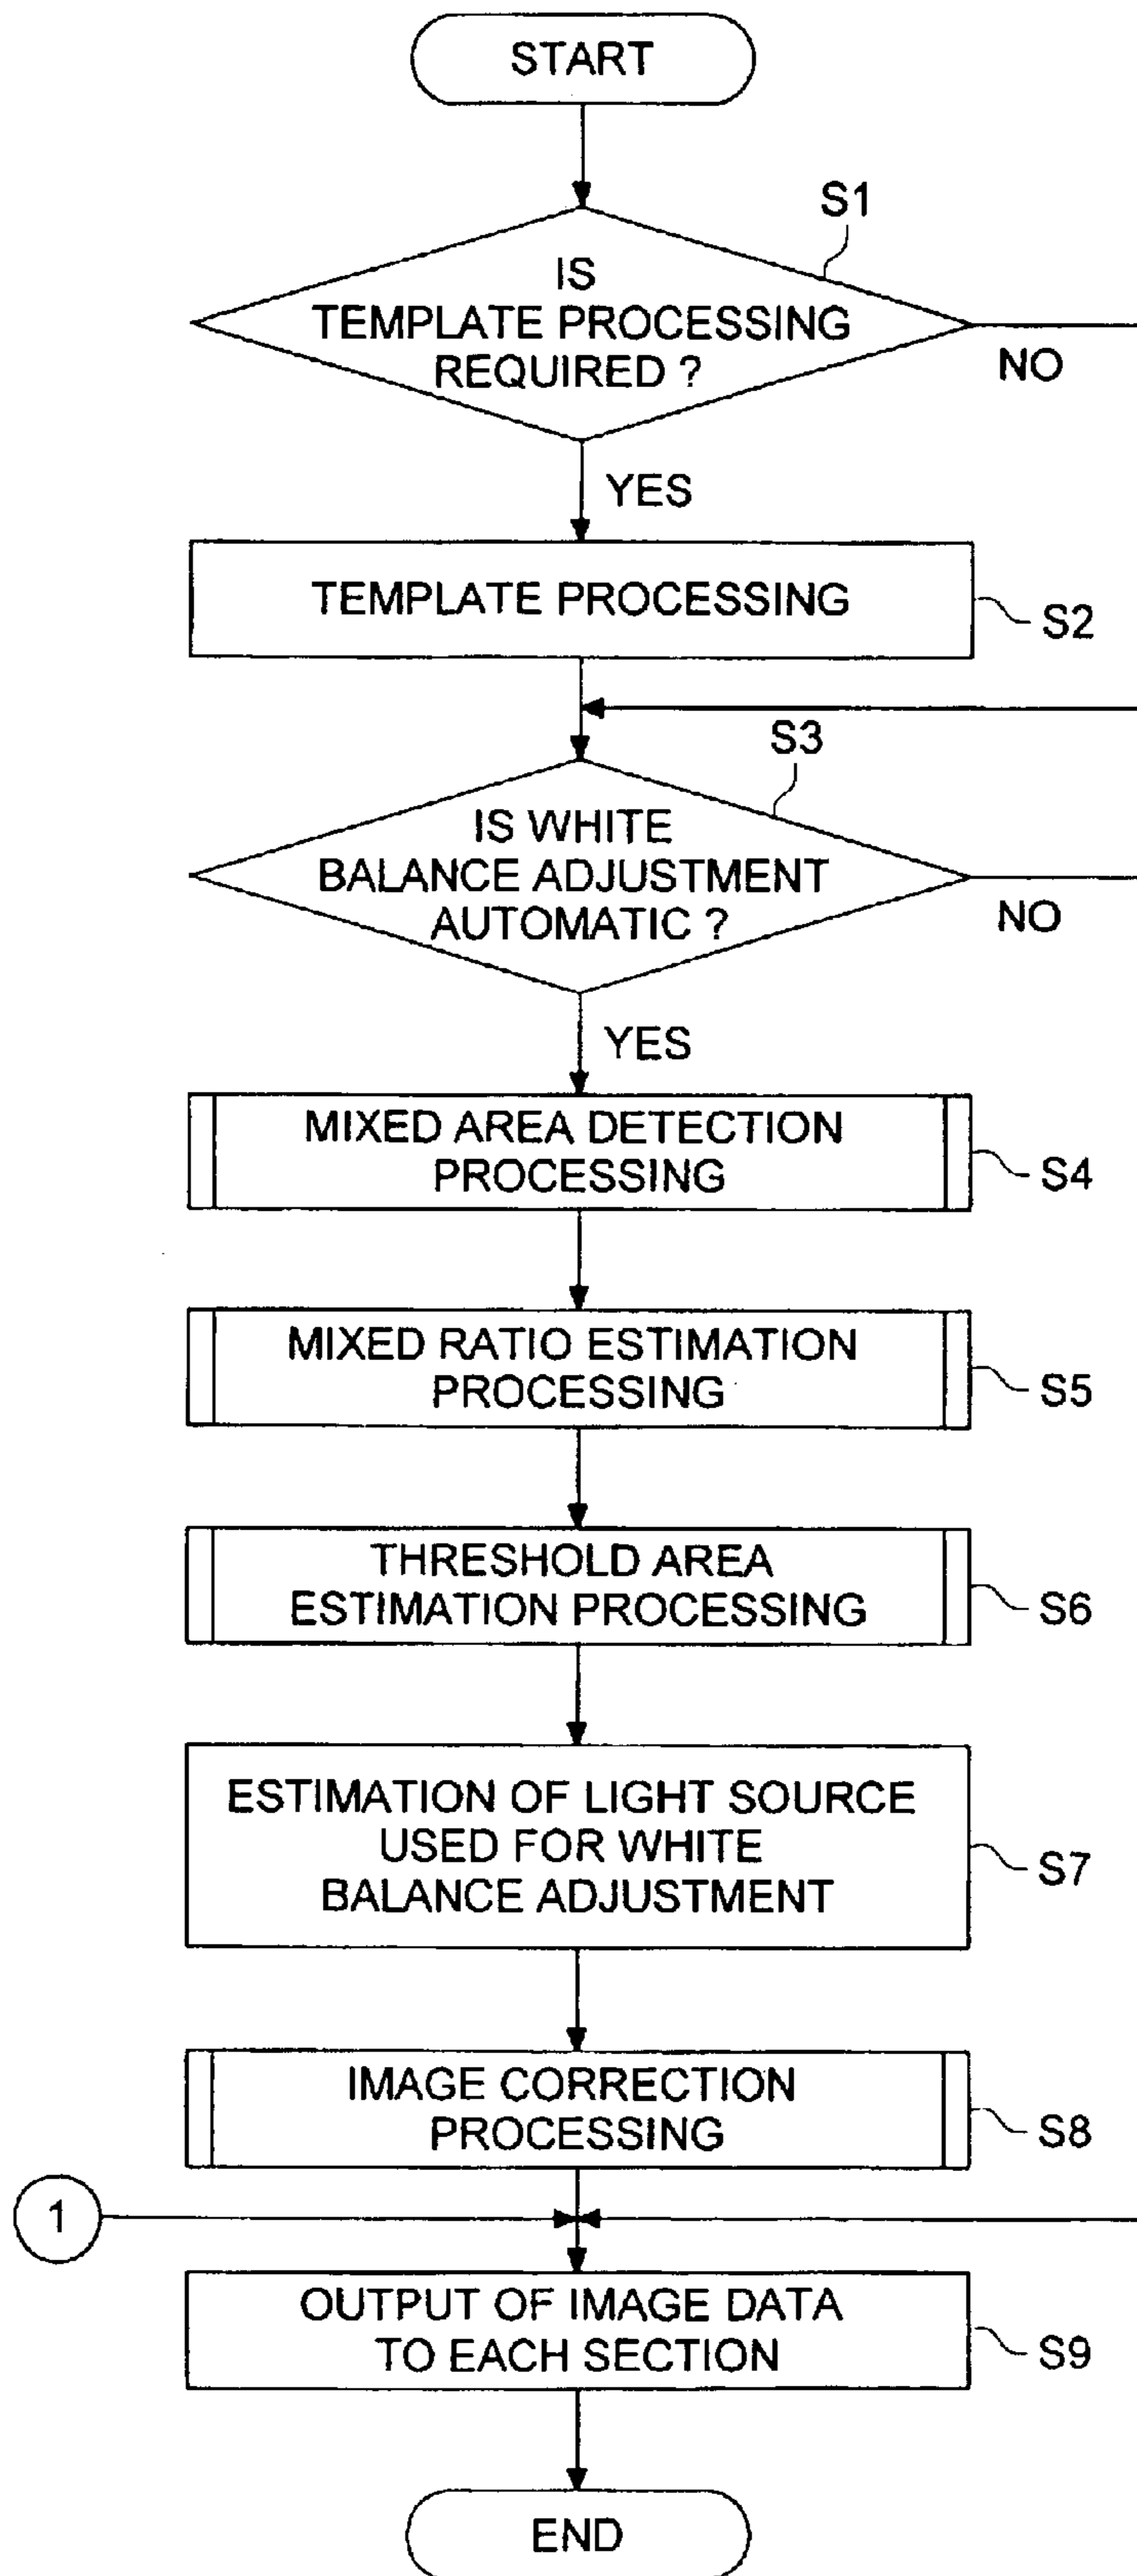 START
S1
IS
TEMPLATE PROCESSING
REQUIRED ?
NO
YES
TEMPLATE PROCESSING
S2
S3
IS WHITE
BALANCE ADJUSTMENT
AUTOMATIC ?
NO
YES
MIXED AREA DETECTION
PROCESSING
S4
MIXED RATIO ESTIMATION
PROCESSING
S5
THRESHOLD AREA
ESTIMATION PROCESSING
S6
ESTIMATION OF LIGHT SOURCE
USED FOR WHITE
BALANCE ADJUSTMENT
S7
IMAGE CORRECTION
PROCESSING
S8
1
OUTPUT OF IMAGE DATA
TO EACH SECTION
S9
END